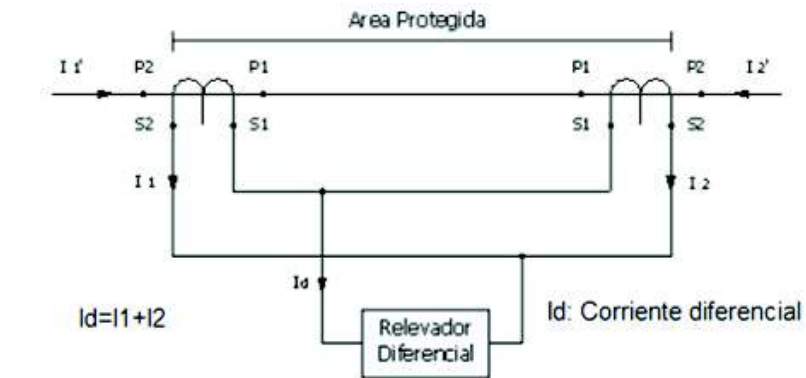 Area Protegida
I 1'
P2
P1
P1
P2
I 2'
S2
S1
S1
S2
I 1
I 2
Id
Id=I1+I2
Relevador
Diferencial
Id: Corriente diferencial